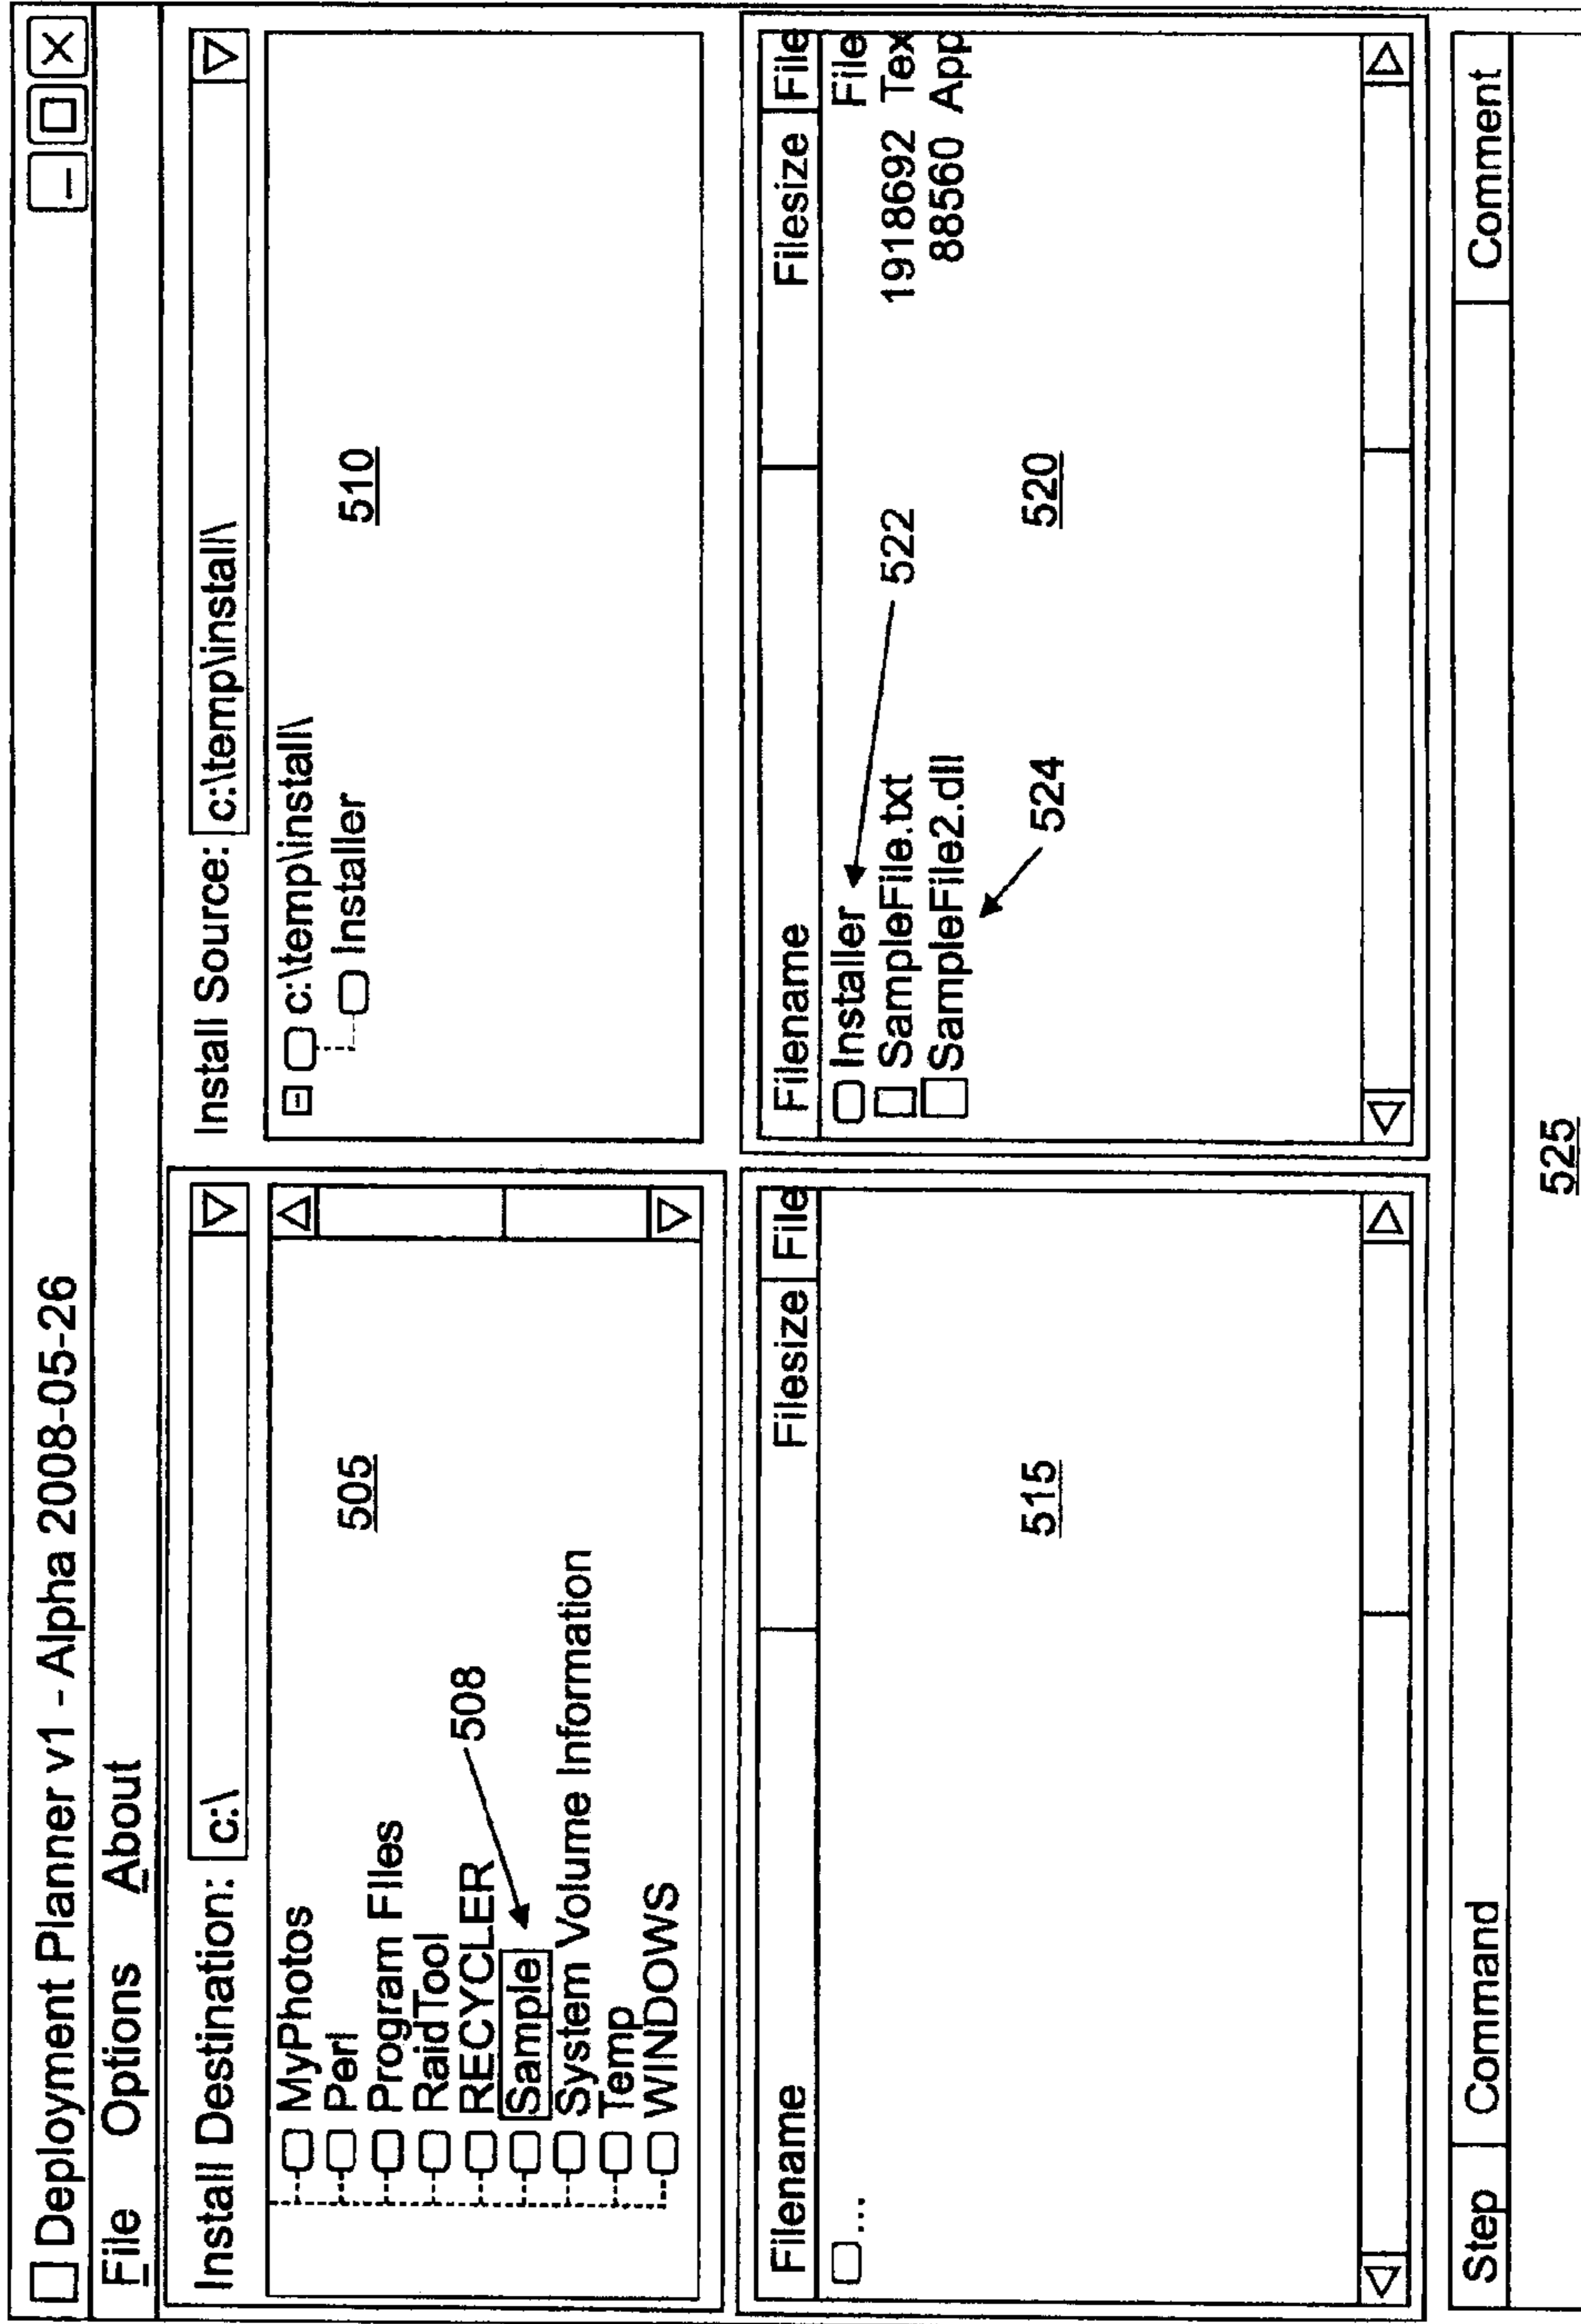 Deployment Planner v1 - Alpha 2008-05-26
File Options About
Install Destination: c:\
MyPhotos
Perl
Program FIles
RaidTool
RECYCLER
Sample
System Volume Information
Temp
WINDOWS
508
505
Install Source: c:\temp\install\
c:\temp\install\
Installer
510
Filename Filesize File
...
515
Filename Filesize File
Installer File
SampleFile.txt 1918692 Tex
SampleFile2.dll 88560 App
522
524
520
Step Command Comment
525